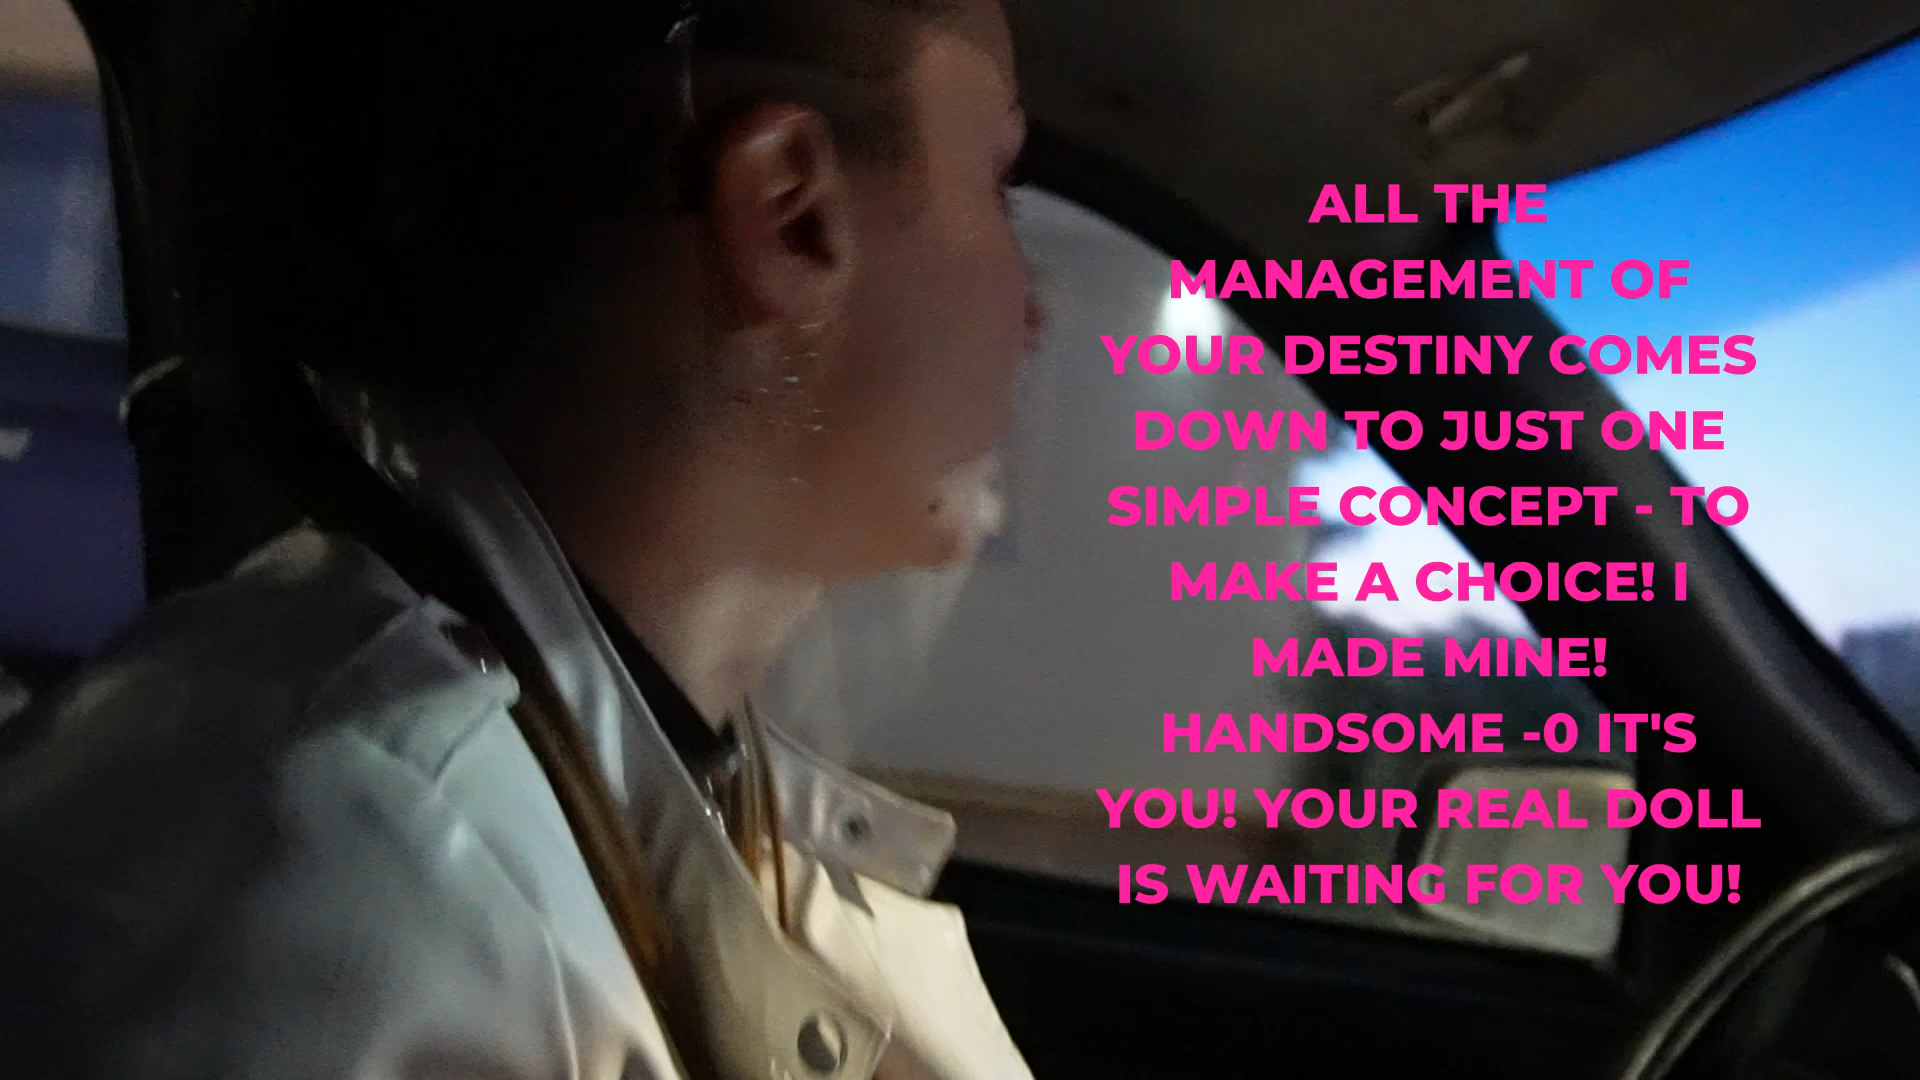 ALL THE
MANAGEMENT OF
YOUR DESTINY COMES
DOWN TO JUST ONE
SIMPLE CONCEPT - TO
MAKE A CHOICE! I
MADE MINE!
HANDSOME -0 IT'S
YOU! YOUR REAL DOLL
IS WAITING FOR YOU!